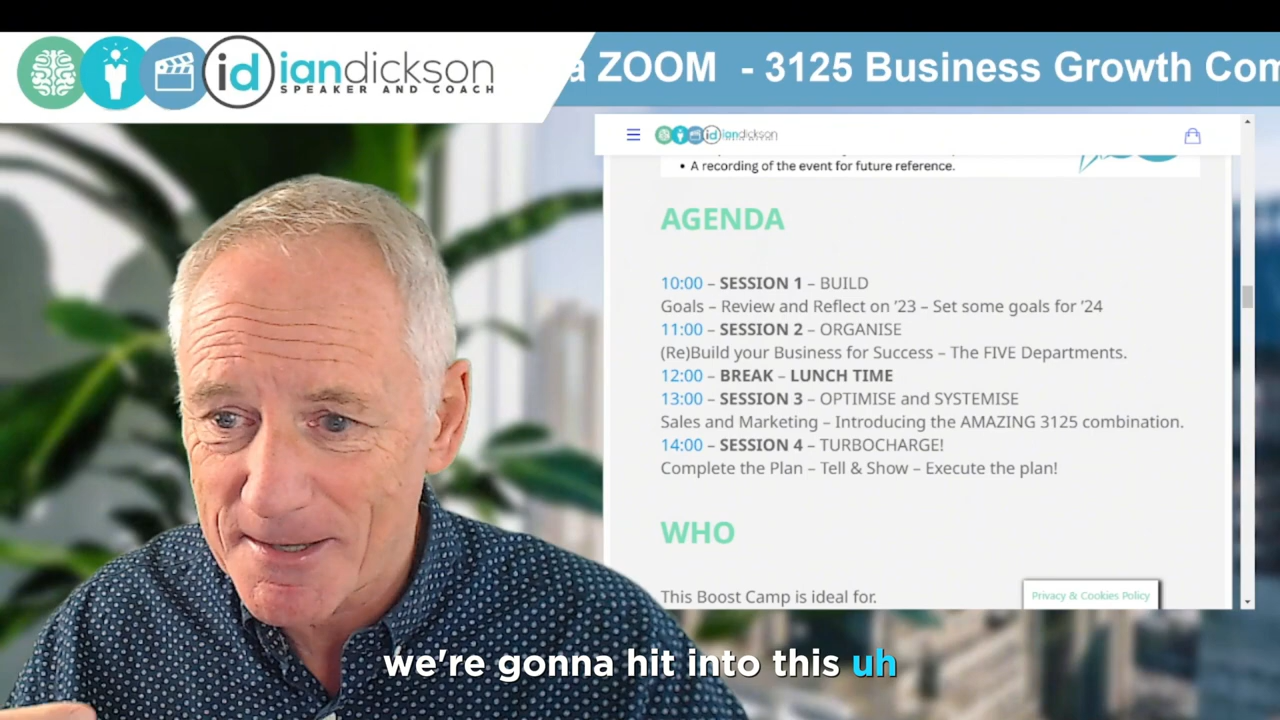 id iandickson
SPEAKER AND COACH
a ZOOM - 3125 Business Growth Com
id iandickson
• A recording of the event for future reference.
AGENDA
10:00 – SESSION 1 – BUILD
Goals – Review and Reflect on ’23 – Set some goals for ’24
11:00 – SESSION 2 – ORGANISE
(Re)Build your Business for Success – The FIVE Departments.
12:00 – BREAK – LUNCH TIME
13:00 – SESSION 3 – OPTIMISE and SYSTEMISE
Sales and Marketing – Introducing the AMAZING 3125 combination.
14:00 – SESSION 4 – TURBOCHARGE!
Complete the Plan – Tell & Show – Execute the plan!
WHO
This Boost Camp is ideal for.
Privacy & Cookies Policy
we're gonna hit into this uh